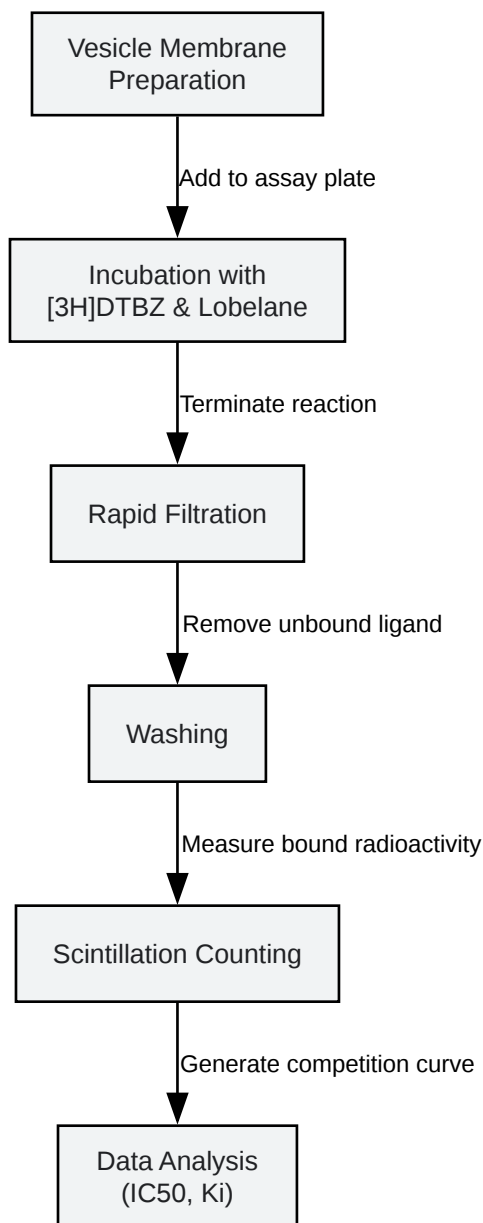 Vesicle Membrane
Preparation
Add to assay plate
Incubation with
[3H]DTBZ & Lobelane
Terminate reaction
Rapid Filtration
Remove unbound ligand
Washing
Measure bound radioactivity
Scintillation Counting
Generate competition curve
Data Analysis
(IC50, Ki)